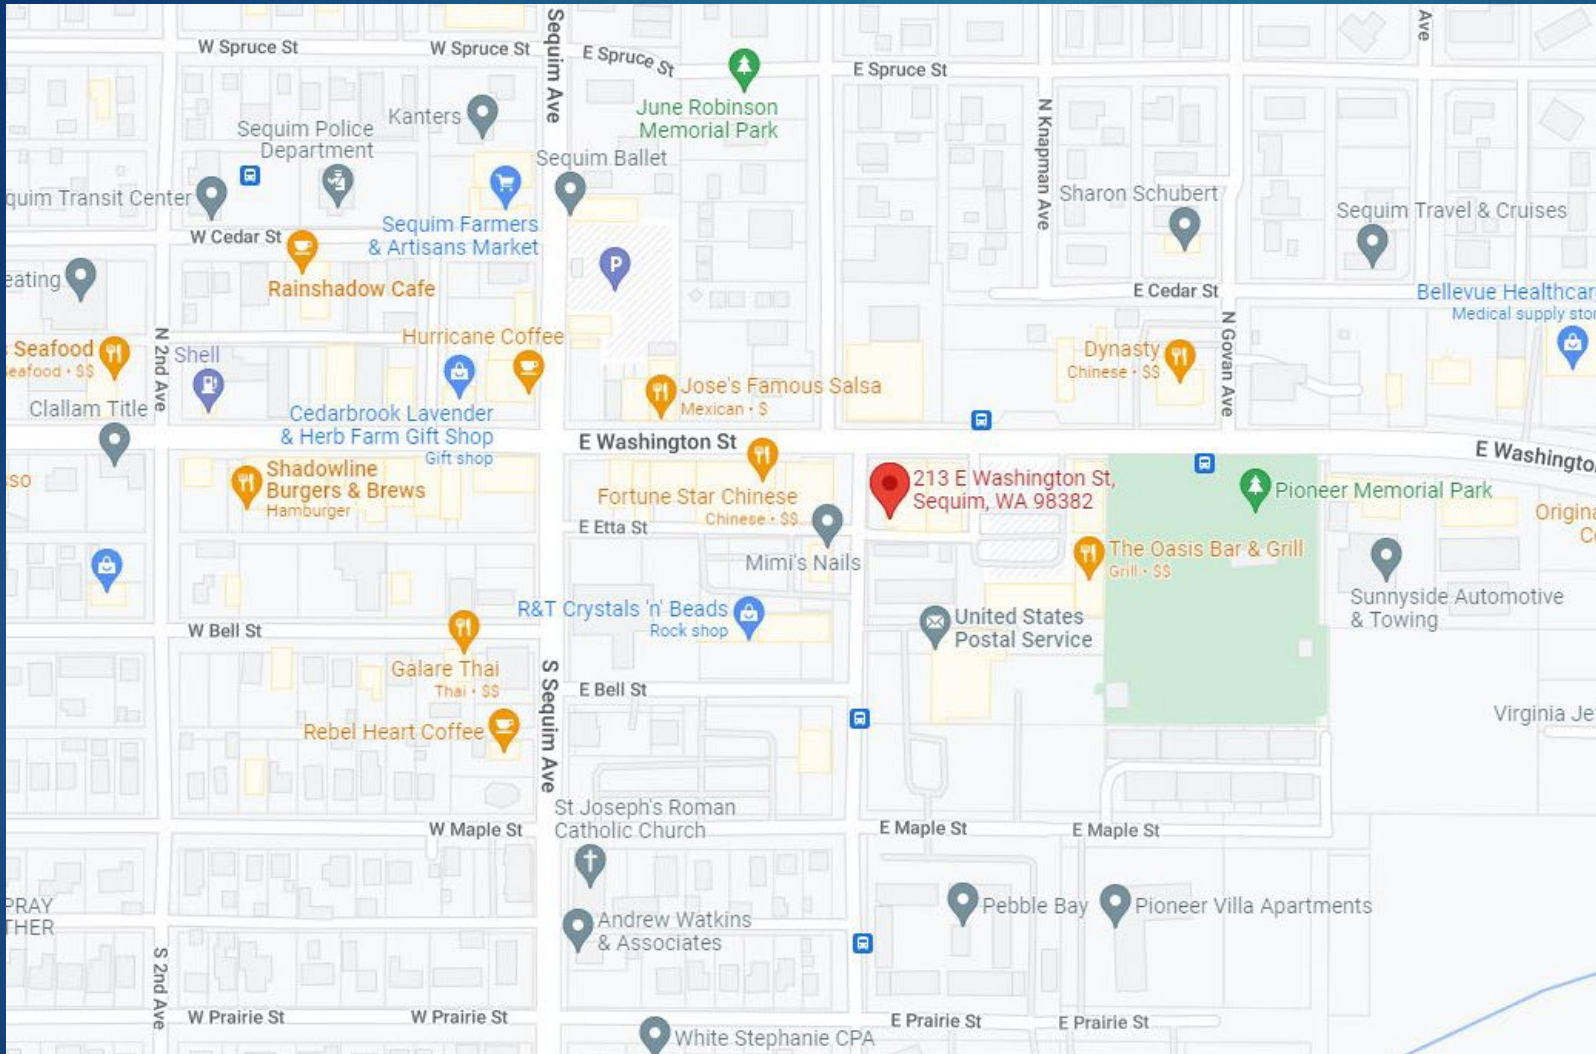 W Spruce St
W Spruce St
Sequim Ave
E Spruce St
E Spruce St
Ave
June Robinson
Memorial Park
Kanters
Sequim Police
Department
Sequim Ballet
N Knapman Ave
quim Transit Center
Sequim Farmers
& Artisans Market
W Cedar St
Sharon Schubert
Sequim Travel & Cruises
P
eating
Rainshadow Cafe
E Cedar St
Bellevue Healthcar
Medical supply stor
N 2nd Ave
Seafood
eafood · $$
Shell
Hurricane Coffee
Dynasty
Chinese · $$
N Govan Ave
Clallam Title
Cedarbrook Lavender
& Herb Farm Gift Shop
Gift shop
Jose's Famous Salsa
Mexican · $
E Washington St
E Washingto
so
Shadowline
Burgers & Brews
Hamburger
Fortune Star Chinese
Chinese · $$
213 E Washington St,
Sequim, WA 98382
Pioneer Memorial Park
Origina
Co
E Etta St
Mimi's Nails
The Oasis Bar & Grill
Grill · $$
Sunnyside Automotive
& Towing
R&T Crystals 'n' Beads
Rock shop
United States
Postal Service
W Bell St
Galare Thai
Thai · $$
S Sequim Ave
E Bell St
Rebel Heart Coffee
Virginia Je
St Joseph's Roman
Catholic Church
W Maple St
E Maple St
E Maple St
PRAY
THER
Andrew Watkins
& Associates
Pebble Bay
Pioneer Villa Apartments
S 2nd Ave
W Prairie St
W Prairie St
E Prairie St
E Prairie St
White Stephanie CPA